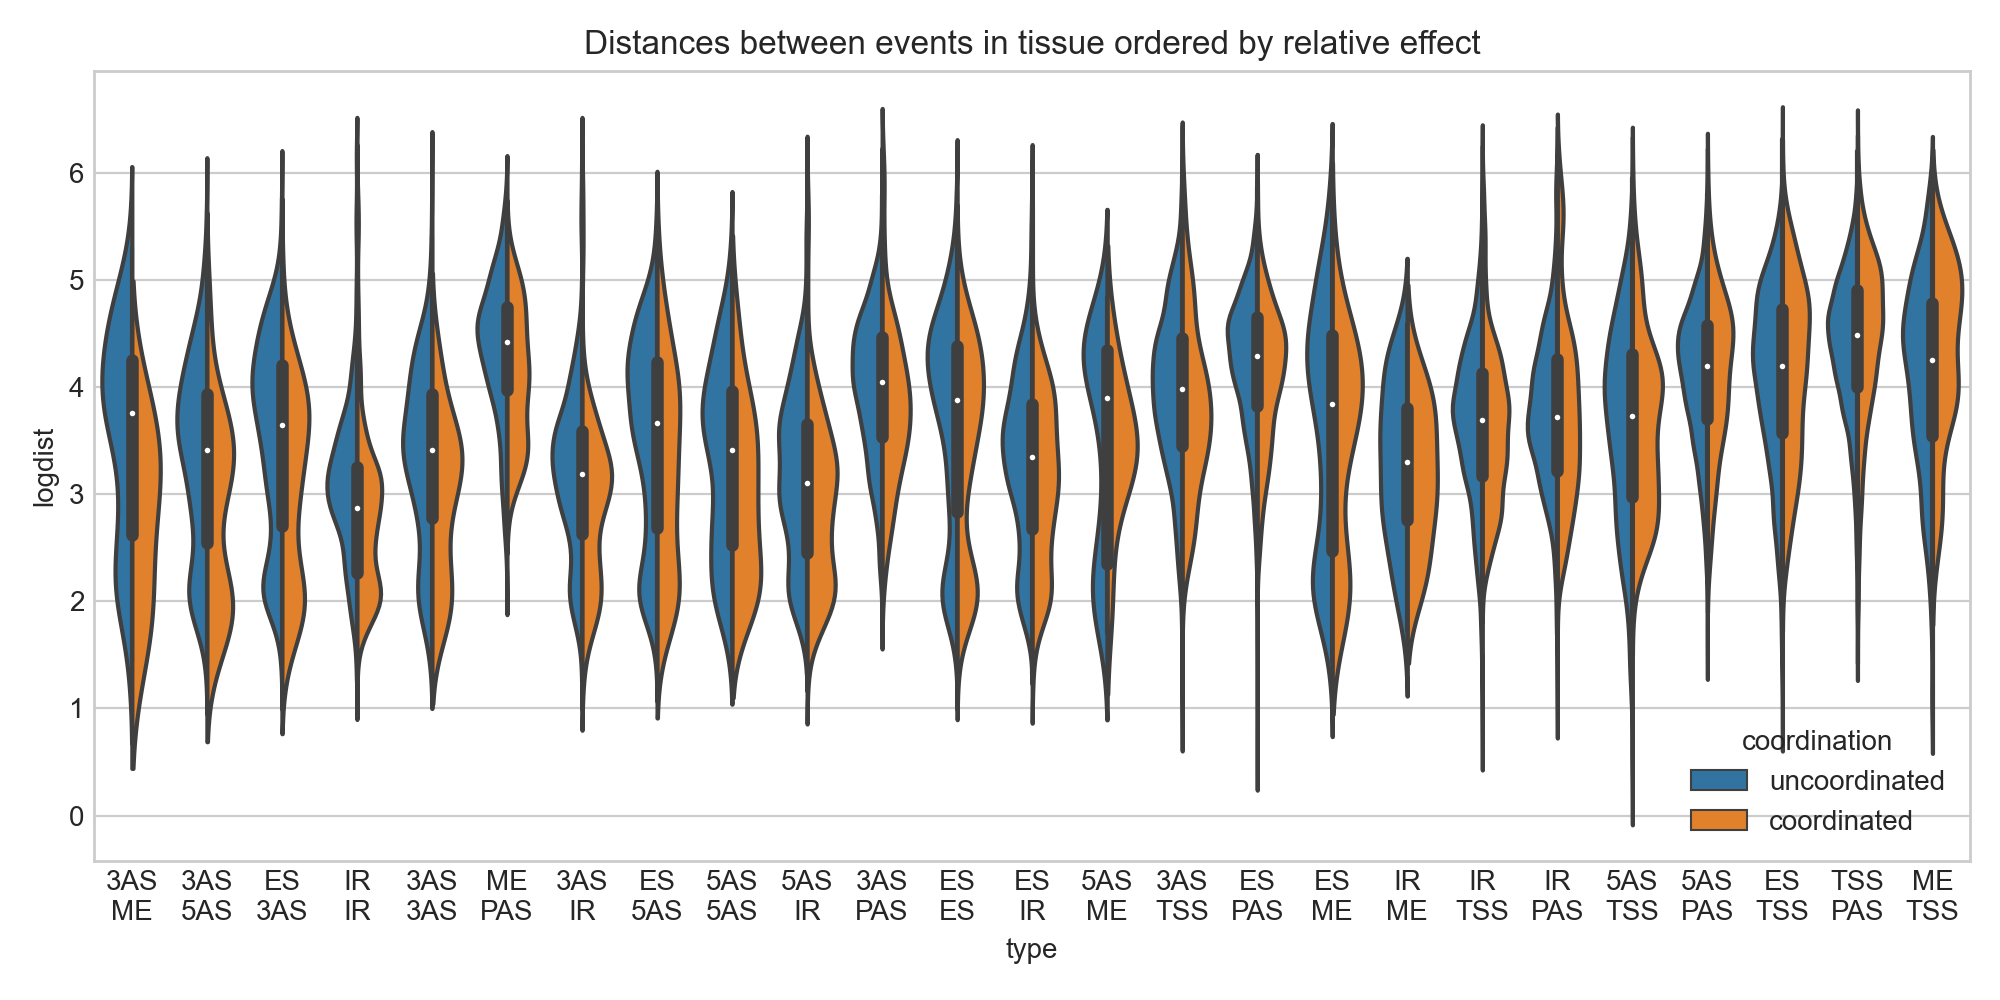 Distances between events in tissue ordered by relative effect
logdist
6
5
4
3
2
1
0
coordination
uncoordinated
coordinated
3AS 3AS ES IR 3AS ME 3AS ES 5AS 5AS 3AS ES ES 5AS 3AS ES ES IR IR IR 5AS 5AS ES TSS ME
ME 5AS 3AS IR 3AS PAS IR 5AS 5AS IR PAS ES IR ME TSS PAS ME ME TSS PAS TSS PAS TSS PAS TSS
type